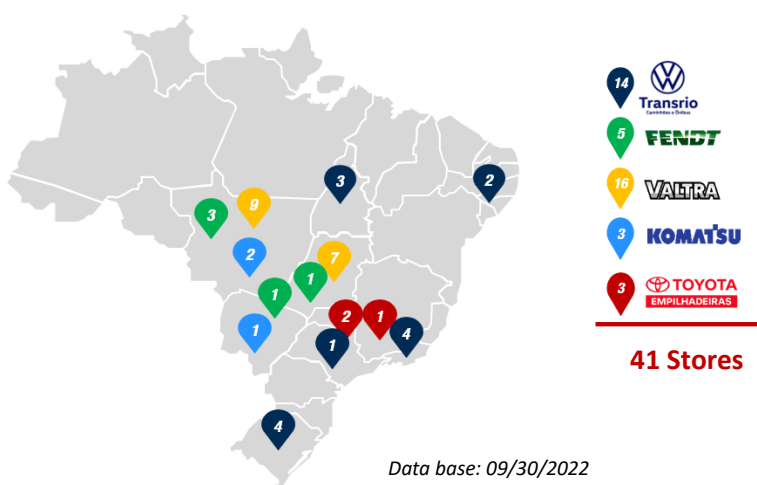 3
2
3
9
2
7
1
1
1
2
1
4
1
4
14
Transrio
Caminhões e Ônibus
5
FENDT
16
VALTRA
3
KOMATSU
3
TOYOTA
EMPILHADEIRAS
41 Stores
Data base: 09/30/2022